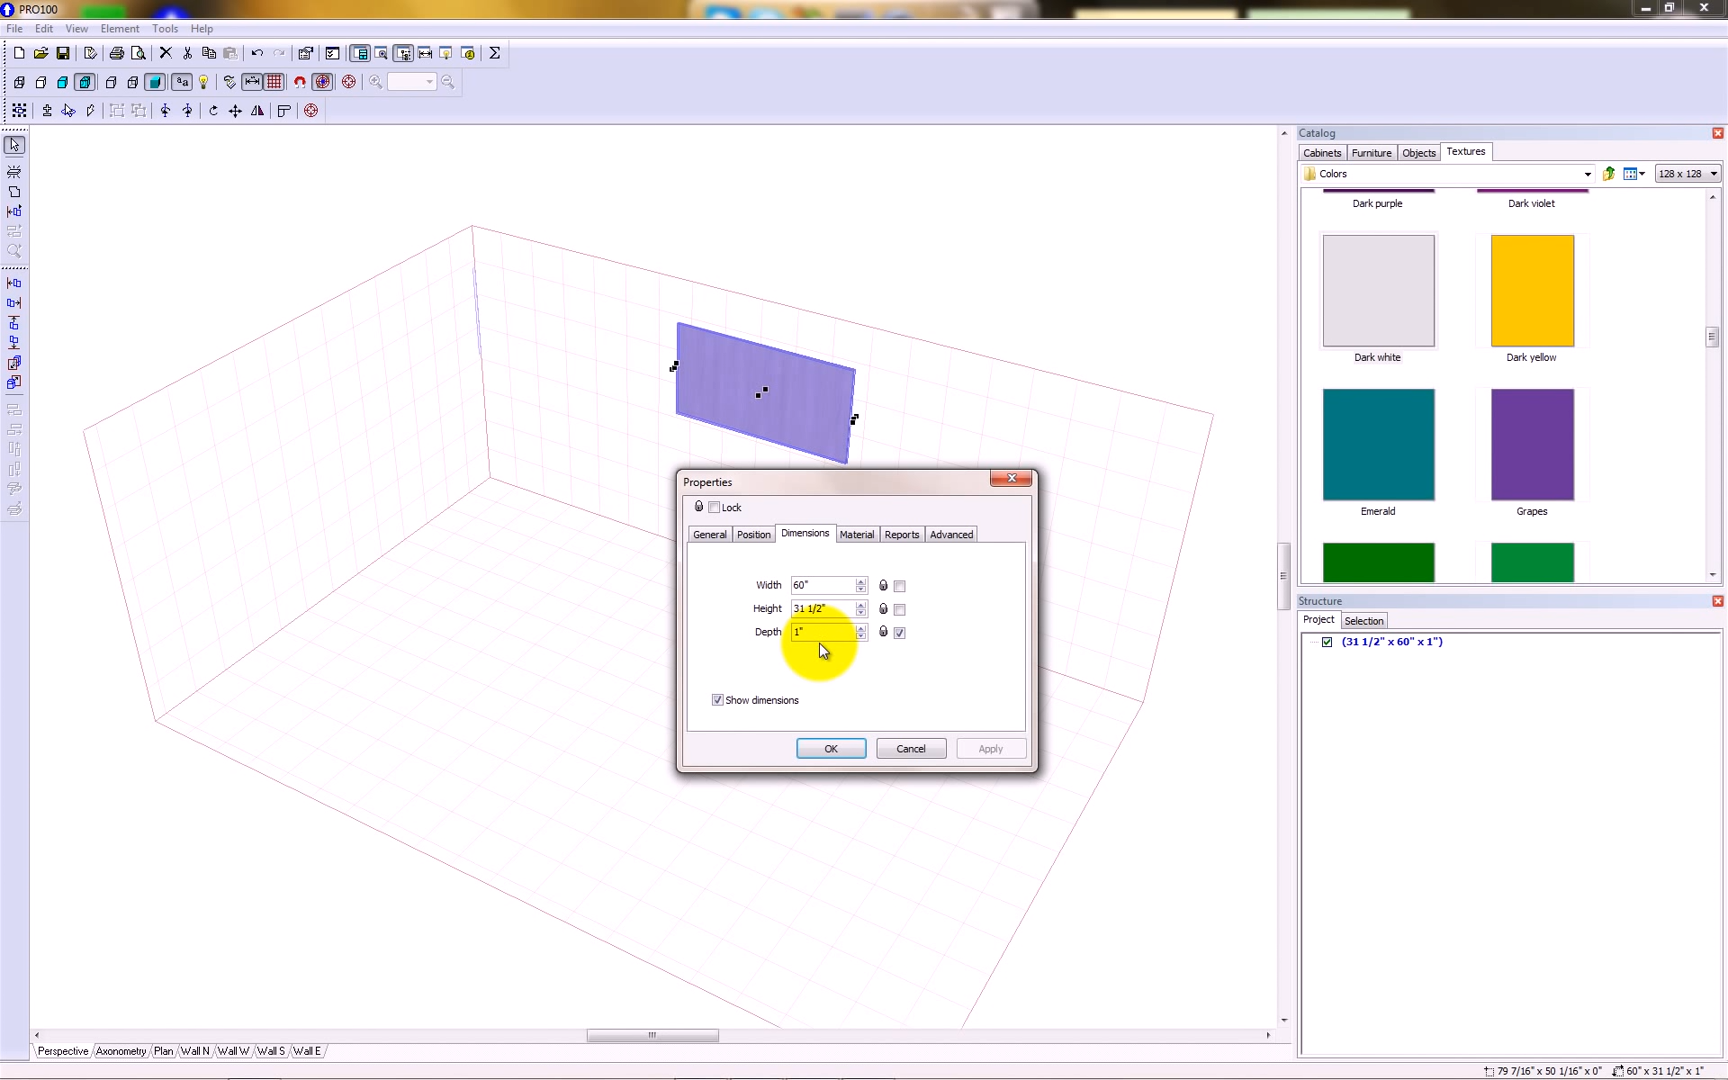 PRO100
File Edit View Element Tools Help
Catalog
Cabinets Furniture Objects Textures
Colors 128 x 128
Dark purple Dark violet
Dark white Dark yellow
Emerald Grapes
Properties
Lock
General Position Dimensions Material Reports Advanced
Width 60"
Height 31 1/2"
Depth 1"
Show dimensions
OK Cancel Apply
Structure
Project Selection
(31 1/2" x 60" x 1")
Perspective Axonometry Plan Wall N Wall W Wall S Wall E
79 7/16" x 50 1/16" x 0" 60" x 31 1/2" x 1"